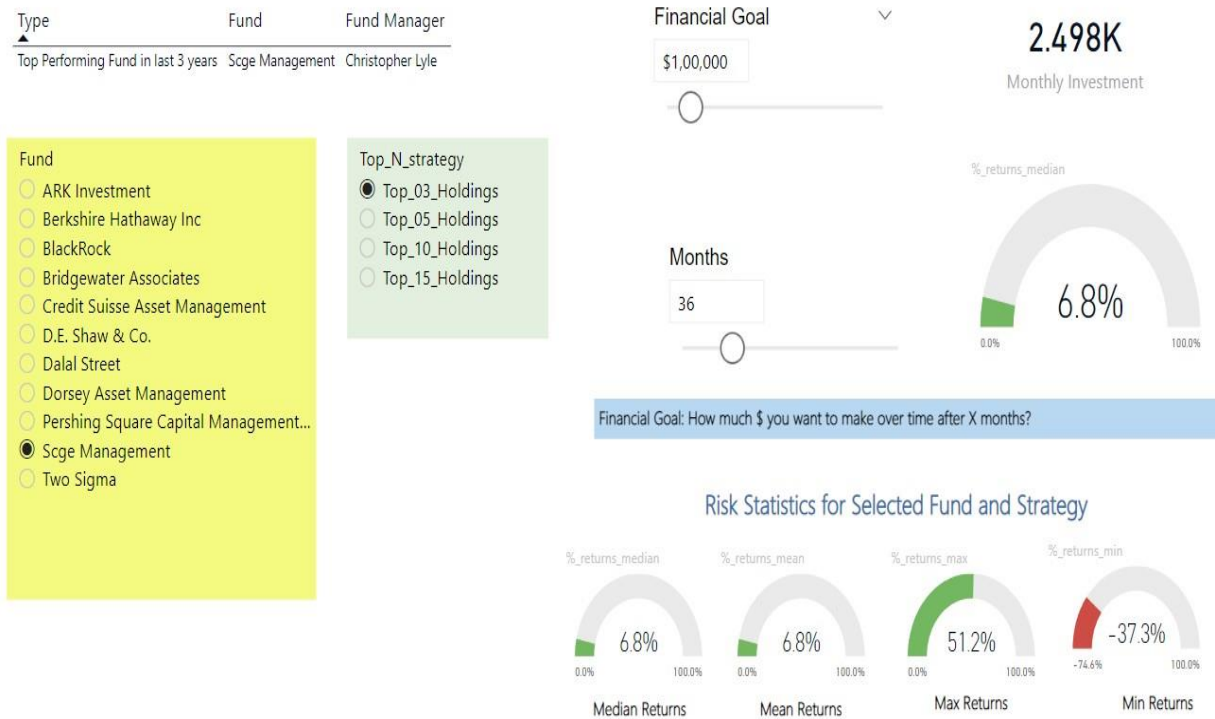 Type Fund Fund Manager
Top Performing Fund in last 3 years Scge Management Christopher Lyle
Fund
ARK Investment
Berkshire Hathaway Inc
BlackRock
Bridgewater Associates
Credit Suisse Asset Management
D.E. Shaw & Co.
Dalal Street
Dorsey Asset Management
Pershing Square Capital Management...
Scge Management
Two Sigma
Top_N_strategy
Top_03_Holdings
Top_05_Holdings
Top_10_Holdings
Top_15_Holdings
Financial Goal
$1,00,000
2.498K
Monthly Investment
Months
36
%_returns_median
6.8%
0.0% 100.0%
Financial Goal: How much $ you want to make over time after X months?
Risk Statistics for Selected Fund and Strategy
%_returns_median
6.8%
0.0% 100.0%
Median Returns
%_returns_mean
6.8%
0.0% 100.0%
Mean Returns
%_returns_max
51.2%
0.0% 100.0%
Max Returns
%_returns_min
-37.3%
-74.6% 100.0%
Min Returns